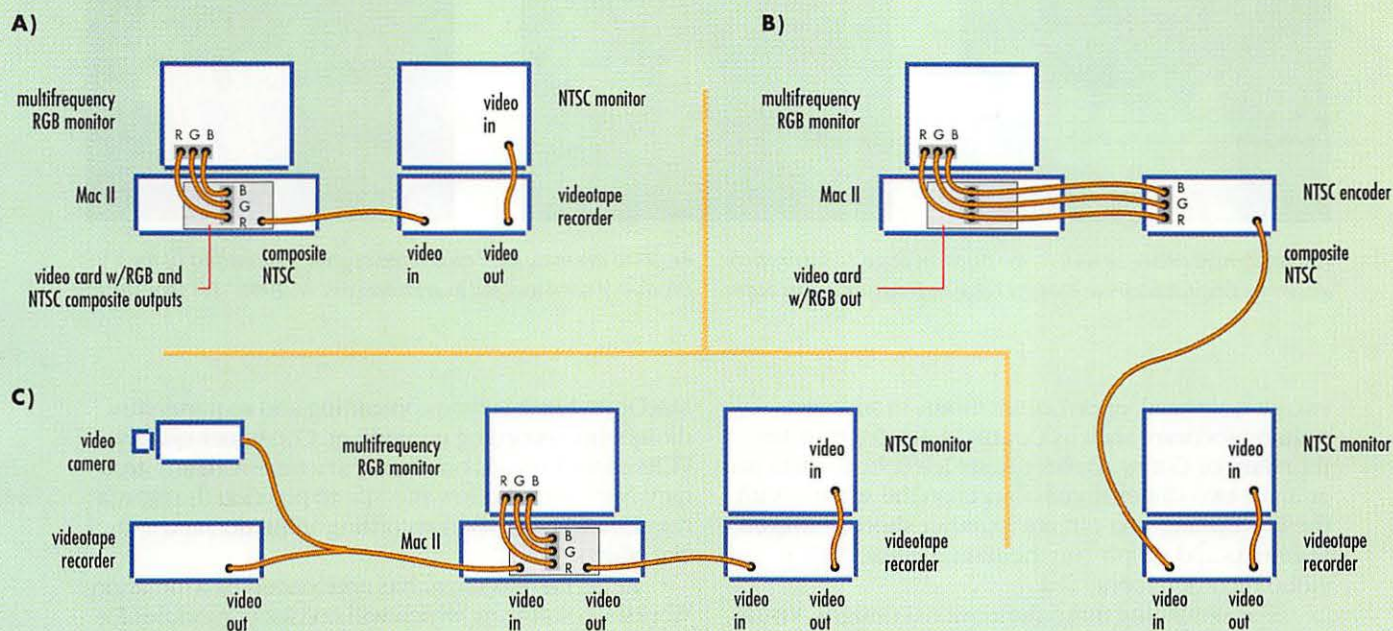 A)
multifrequency
RGB monitor
R G B
Mac II
B
G
R
video card w/RGB and
NTSC composite outputs
composite
NTSC
video
in
NTSC monitor
videotape
recorder
video
in
video
out
B)
multifrequency
RGB monitor
R G B
Mac II
video card
w/RGB out
B
G
R
NTSC encoder
composite
NTSC
video
in
NTSC monitor
videotape
recorder
video
in
video
out
C)
video
camera
videotape
recorder
video
out
multifrequency
RGB monitor
R G B
Mac II
B
G
R
video
in
video
out
video
in
NTSC monitor
videotape
recorder
video
in
video
out